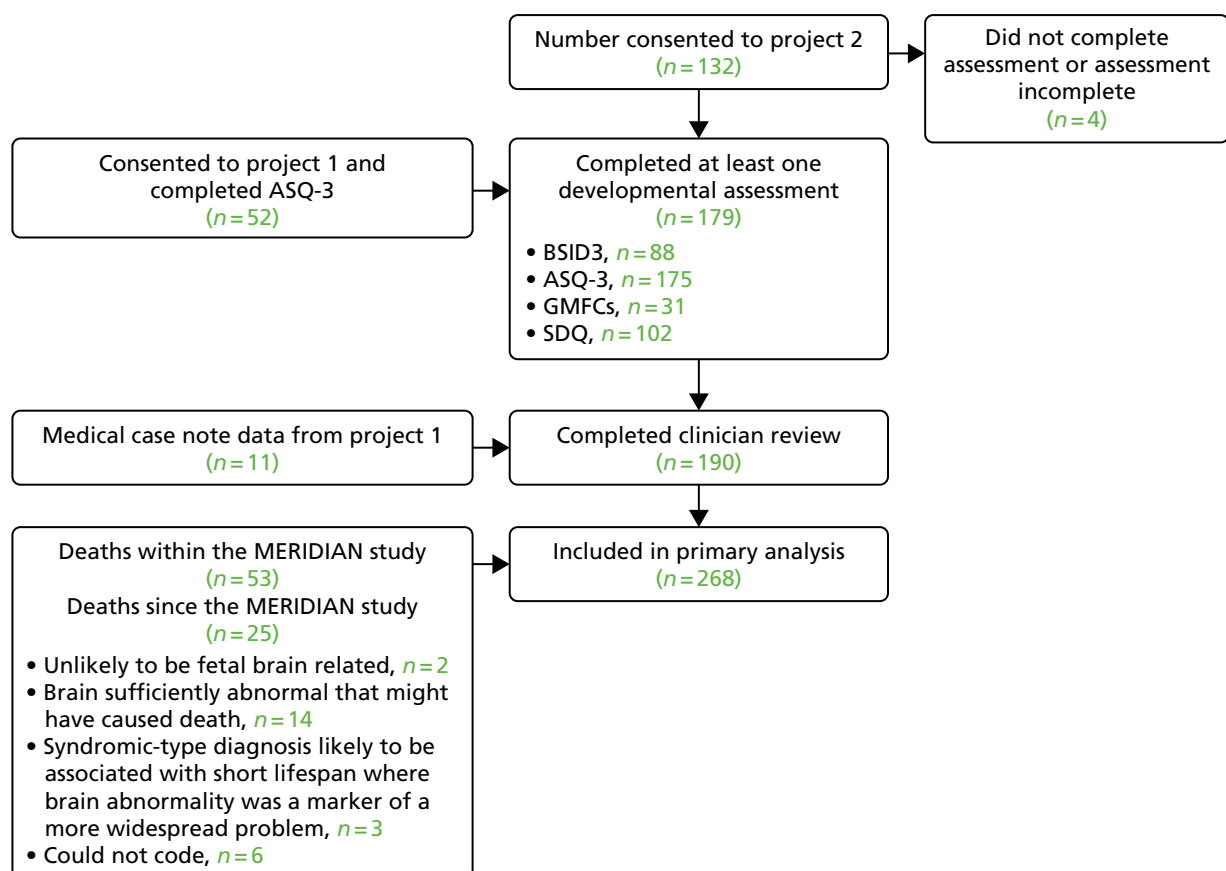 Number consented to project 2
(n=132)
Did not complete
assessment or assessment
incomplete
(n=4)
Consented to project 1 and
completed ASQ-3
(n=52)
Completed at least one
developmental assessment
(n=179)
• BSID3, n=88
• ASQ-3, n=175
• GMFCs, n=31
• SDQ, n=102
Medical case note data from project 1
(n=11)
Completed clinician review
(n=190)
Deaths within the MERIDIAN study
(n=53)
Deaths since the MERIDIAN study
(n=25)
• Unlikely to be fetal brain related, n=2
• Brain sufficiently abnormal that might
have caused death, n=14
• Syndromic-type diagnosis likely to be
associated with short lifespan where
brain abnormality was a marker of a
more widespread problem, n=3
• Could not code, n=6
Included in primary analysis
(n=268)